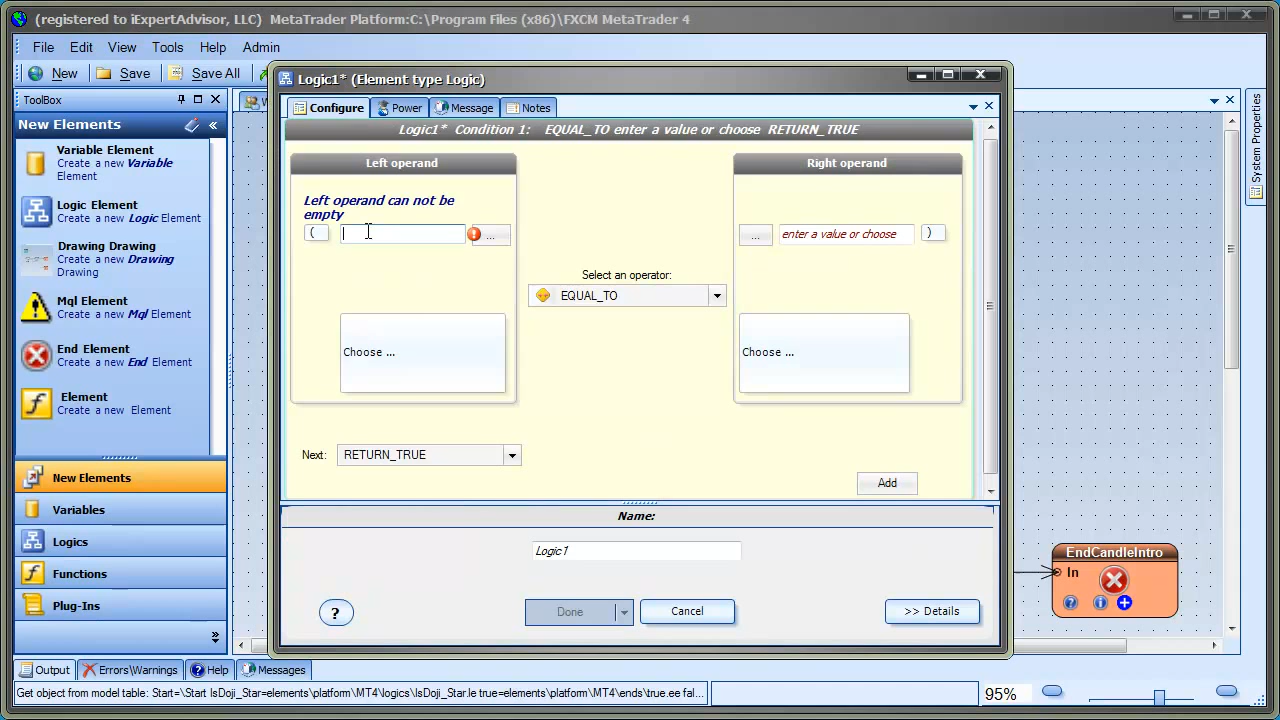 (registered to iExpertAdvisor, LLC) MetaTrader Platform:C:\Program Files (x86)\FXCM MetaTrader 4
File Edit View Tools Help Admin
New Save Save All
ToolBox
New Elements
Variable Element
Create a new Variable
Element
Logic Element
Create a new Logic Element
Drawing Drawing
Create a new Drawing
Drawing
Mql Element
Create a new Mql Element
End Element
Create a new End Element
Element
Create a new Element
New Elements
Variables
Logics
Functions
Plug-Ins
Logic1* (Element type Logic)
Configure Power Message Notes
Logic1* Condition 1: EQUAL_TO enter a value or choose RETURN_TRUE
Left operand
Left operand can not be
empty
( ...
Choose ...
Select an operator:
EQUAL_TO
Right operand
... enter a value or choose )
Choose ...
Next: RETURN_TRUE
Add
Name:
Logic1
? Done Cancel >> Details
System Properties
EndCandleIntro
In
Output Errors\Warnings Help Messages
Get object from model table: Start=\Start IsDoji_Star=elements\platform\MT4\logics\IsDoji_Star.le true=elements\platform\MT4\ends\true.ee fal...
95%